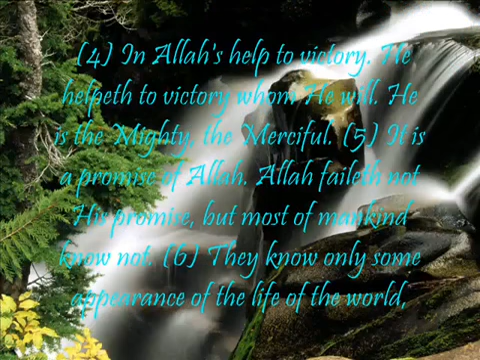 (4) In Allah's help to victory. He
helpeth to victory whom He will. He
is the Mighty, the Merciful. (5) It is
a promise of Allah. Allah faileth not
His promise, but most of mankind
know not. (6) They know only some
appearance of the life of the world,